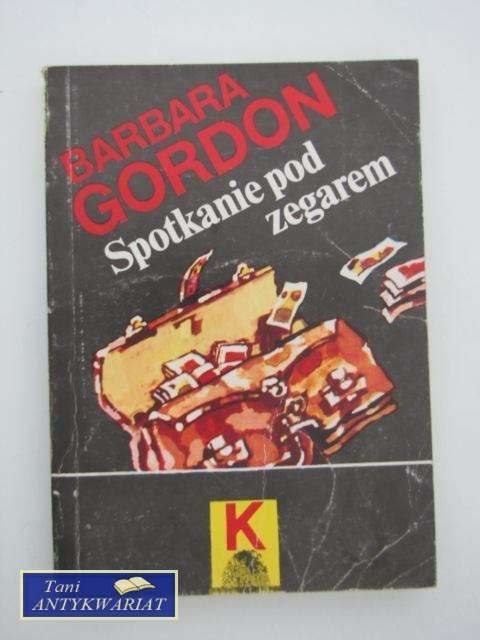 BARBARA
GORDON
Spotkanie pod
zegarem
K
Tani
ANTYKWARIAT